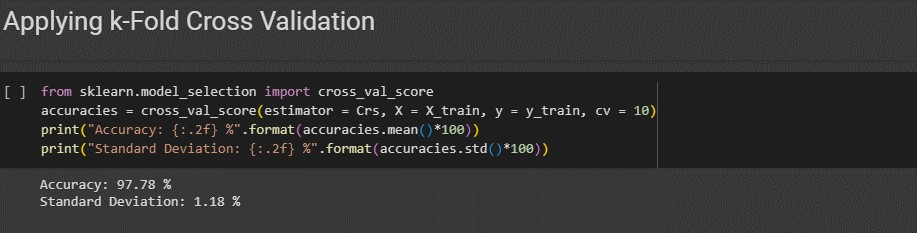 Applying k-Fold Cross Validation
[ ] from sklearn.model_selection import cross_val_score
accuracies = cross_val_score(estimator = Crs, X = X_train, y = y_train, cv = 10)
print("Accuracy: {:.2f} %".format(accuracies.mean()*100))
print("Standard Deviation: {:.2f} %".format(accuracies.std()*100))
Accuracy: 97.78 %
Standard Deviation: 1.18 %